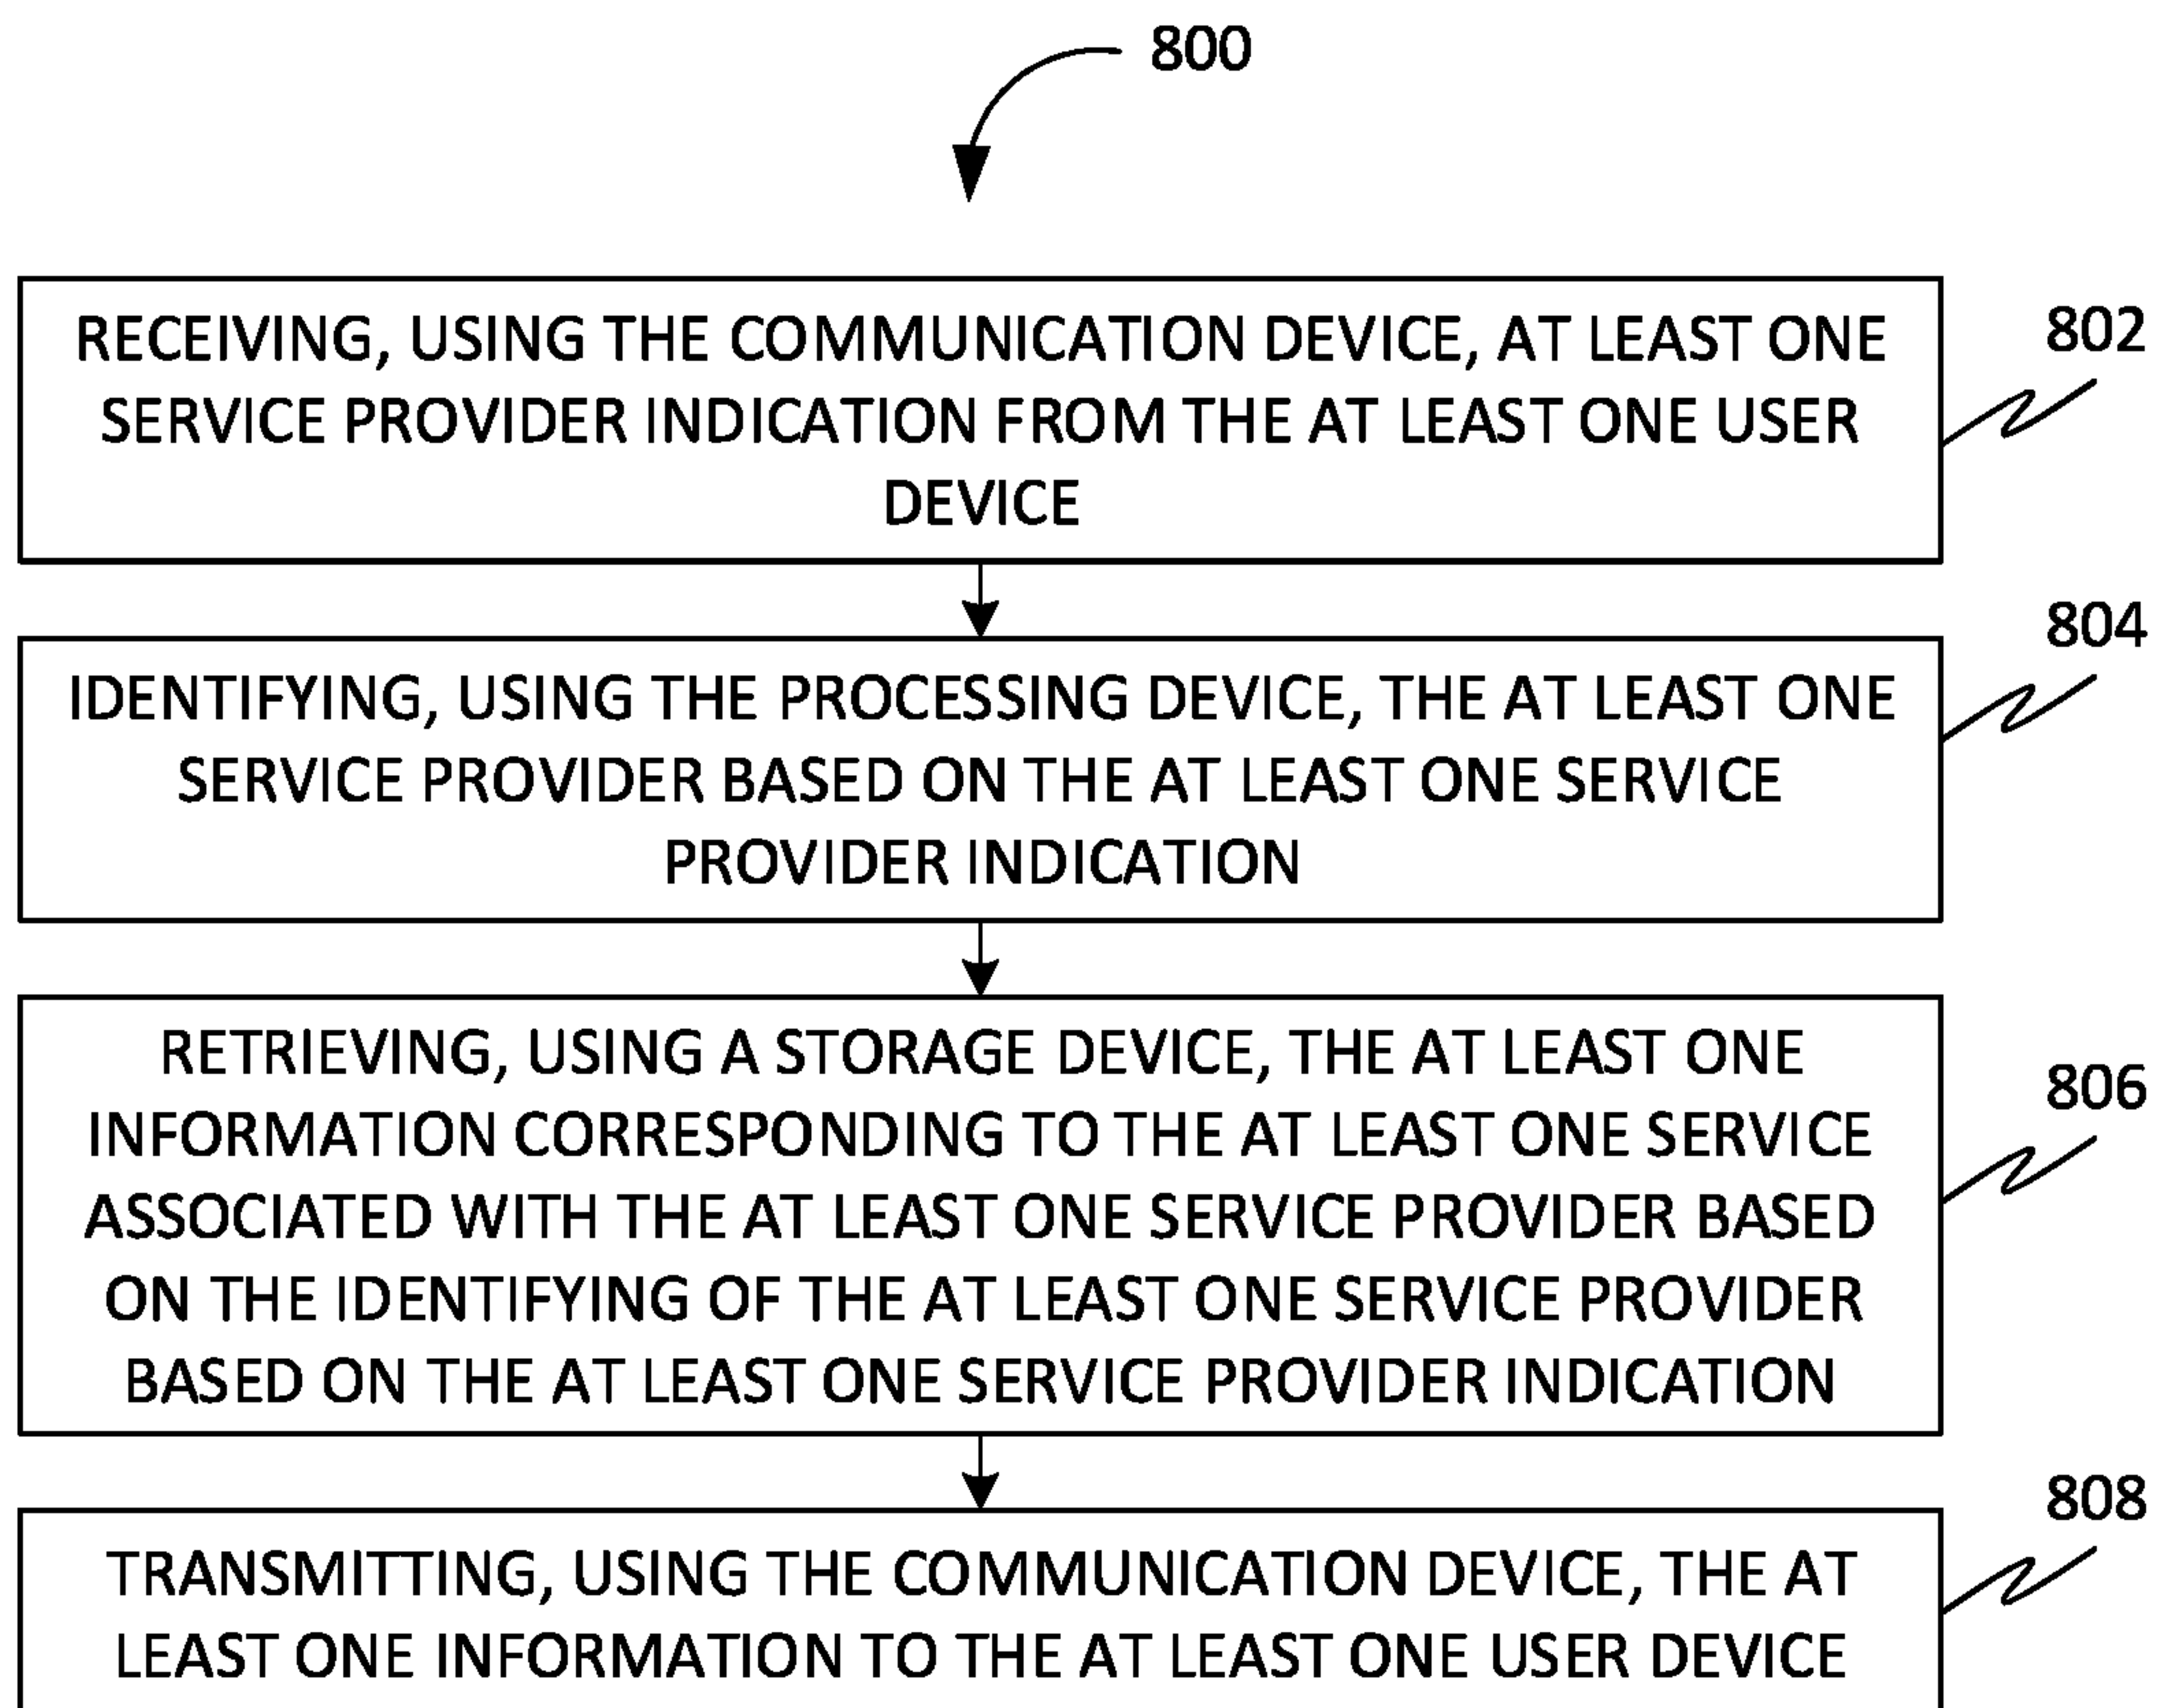 800
RECEIVING, USING THE COMMUNICATION DEVICE, AT LEAST ONE
SERVICE PROVIDER INDICATION FROM THE AT LEAST ONE USER
DEVICE
802
IDENTIFYING, USING THE PROCESSING DEVICE, THE AT LEAST ONE
SERVICE PROVIDER BASED ON THE AT LEAST ONE SERVICE
PROVIDER INDICATION
804
RETRIEVING, USING A STORAGE DEVICE, THE AT LEAST ONE
INFORMATION CORRESPONDING TO THE AT LEAST ONE SERVICE
ASSOCIATED WITH THE AT LEAST ONE SERVICE PROVIDER BASED
ON THE IDENTIFYING OF THE AT LEAST ONE SERVICE PROVIDER
BASED ON THE AT LEAST ONE SERVICE PROVIDER INDICATION
806
TRANSMITTING, USING THE COMMUNICATION DEVICE, THE AT
LEAST ONE INFORMATION TO THE AT LEAST ONE USER DEVICE
808